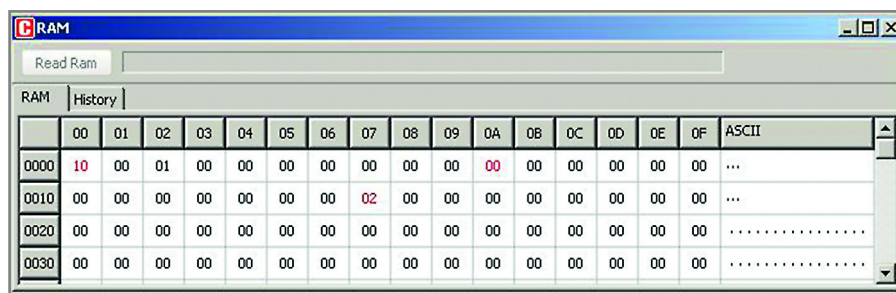 C RAM
Read Ram
RAM History
00 01 02 03 04 05 06 07 08 09 0A 0B 0C 0D 0E 0F ASCII
0000 10 00 01 00 00 00 00 00 00 00 00 00 00 00 00 00 ...
0010 00 00 00 00 00 00 00 02 00 00 00 00 00 00 00 00 ...
0020 00 00 00 00 00 00 00 00 00 00 00 00 00 00 00 00 ................
0030 00 00 00 00 00 00 00 00 00 00 00 00 00 00 00 00 ................